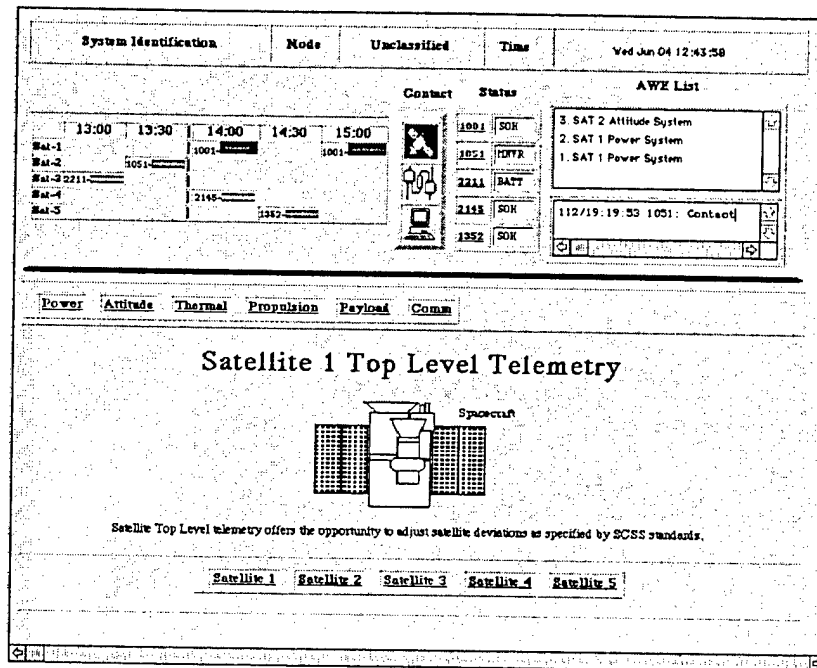 System Identification Node Unclassified Time Wed Jun 04 12:43:58
Contact Status AWE List
13:00 13:30 14:00 14:30 15:00
Sat-1 1001- 1001-
Sat-2 1051-
Sat-3 2211-
Sat-4 2145-
Sat-5 1352-
1001 SOH
1051 MNVR
2211 BATT
2145 SOH
1352 SOH
3. SAT 2 Attitude System
2. SAT 1 Power System
1. SAT 1 Power System
112/19:19:53 1051: Contact
Power Attitude Thermal Propulsion Payload Comm
Satellite 1 Top Level Telemetry
Spacecraft
Satellite Top Level telemetry offers the opportunity to adjust satellite deviations as specified by SCSS standards.
Satellite 1 Satellite 2 Satellite 3 Satellite 4 Satellite 5